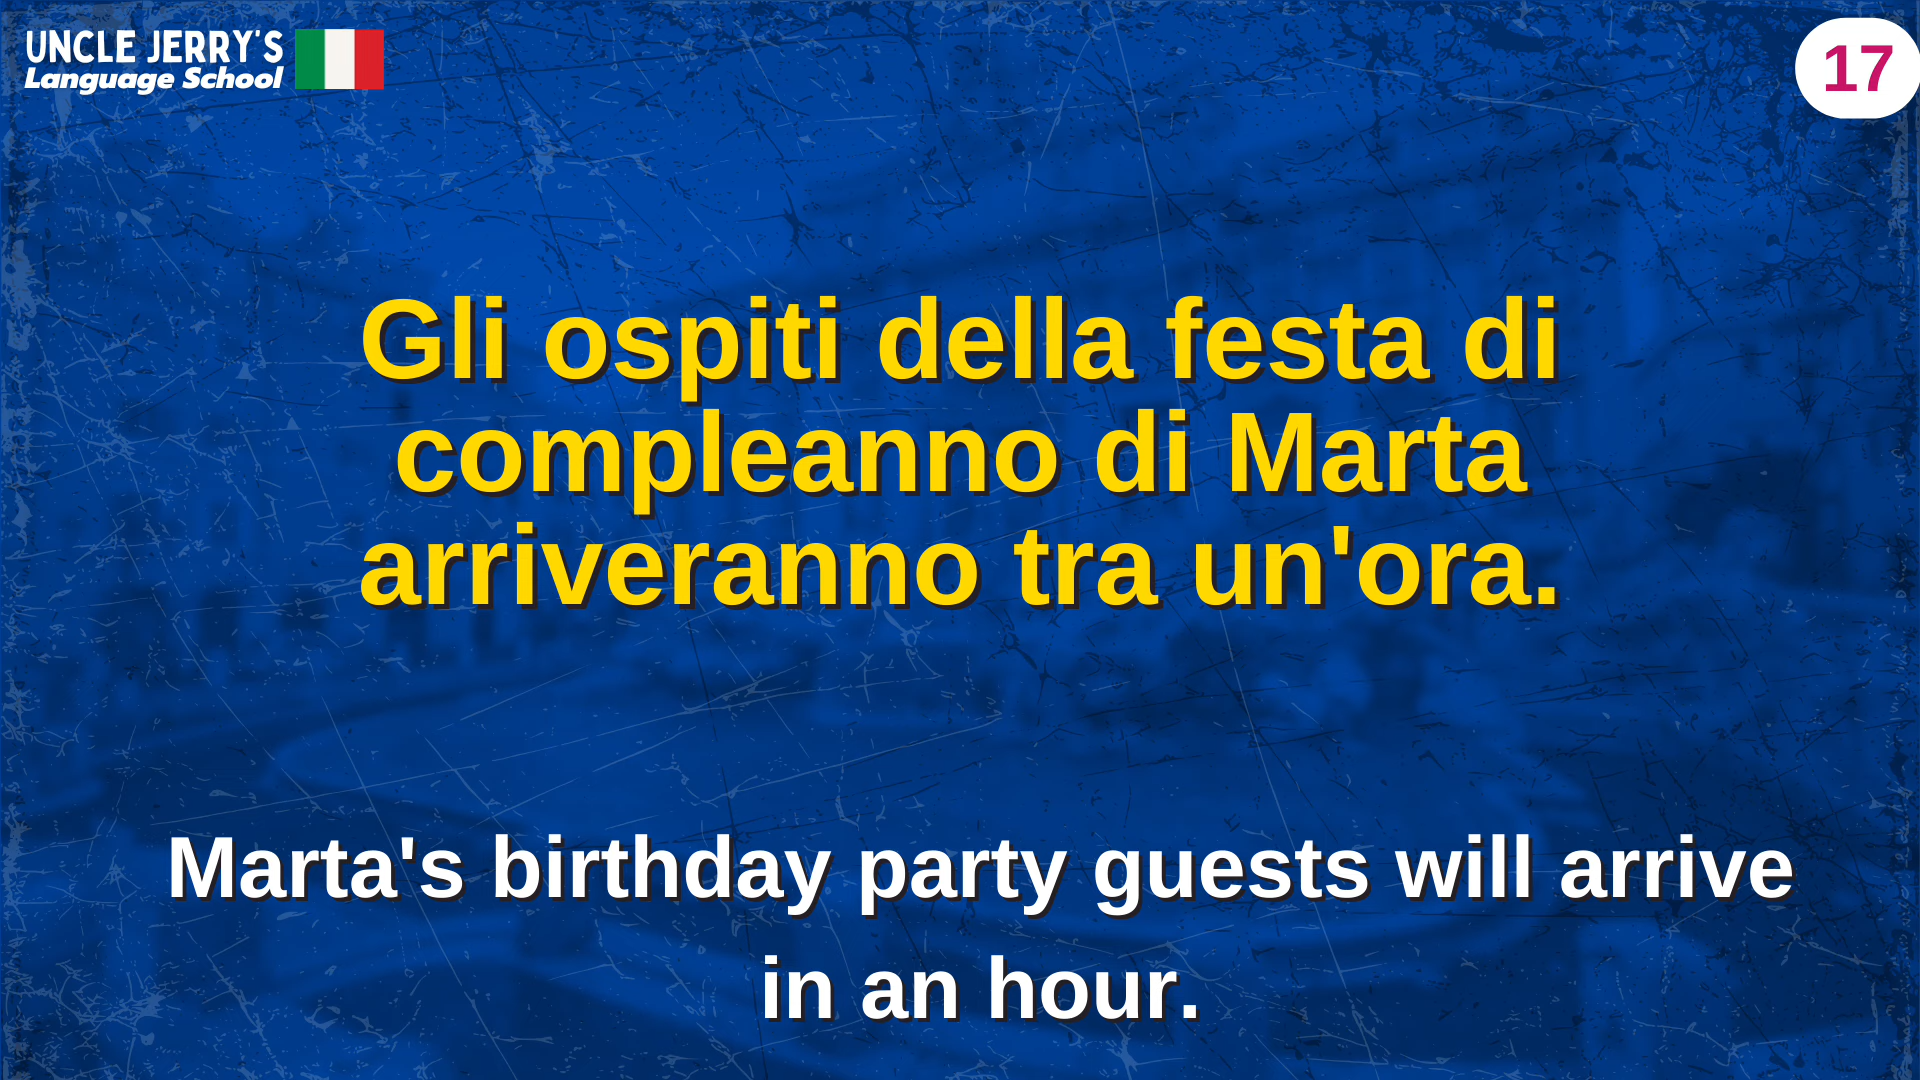 UNCLE JERRY'S
Language School
17
Gli ospiti della festa di
compleanno di Marta
arriveranno tra un'ora.
Marta's birthday party guests will arrive
in an hour.